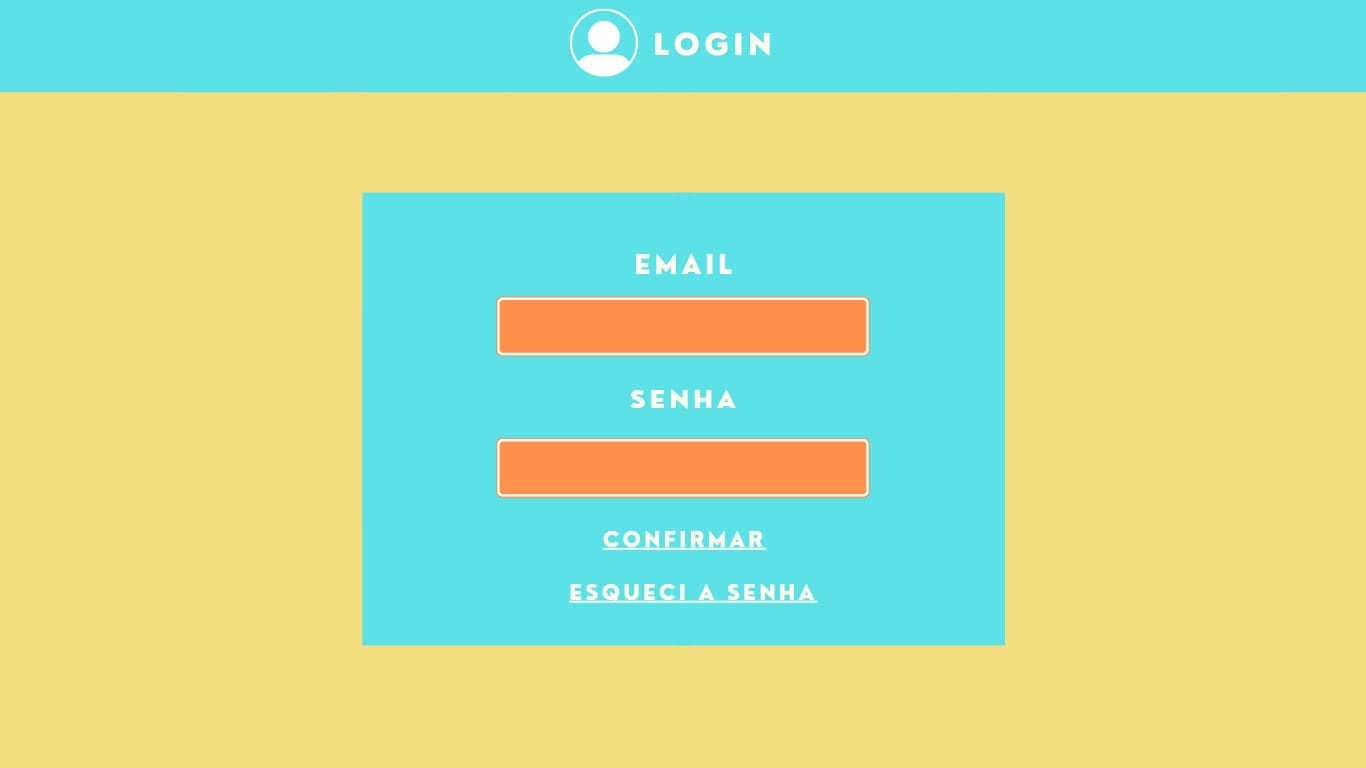 LOGIN
EMAIL
SENHA
CONFIRMAR
ESQUECI A SENHA